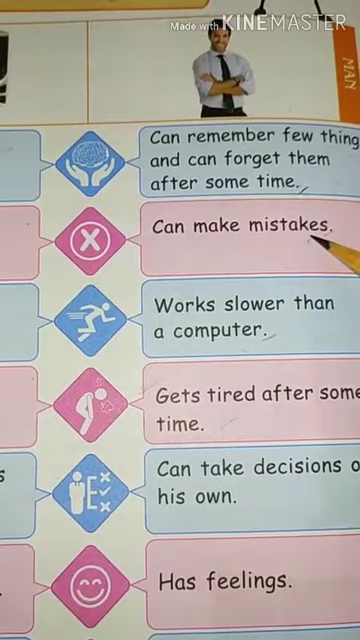 Made with KINEMASTER
MAN
Can remember few thing
and can forget them
after some time.
Can make mistakes.
Works slower than
a computer.
Gets tired after some
time.
Can take decisions o
his own.
Has feelings.
s